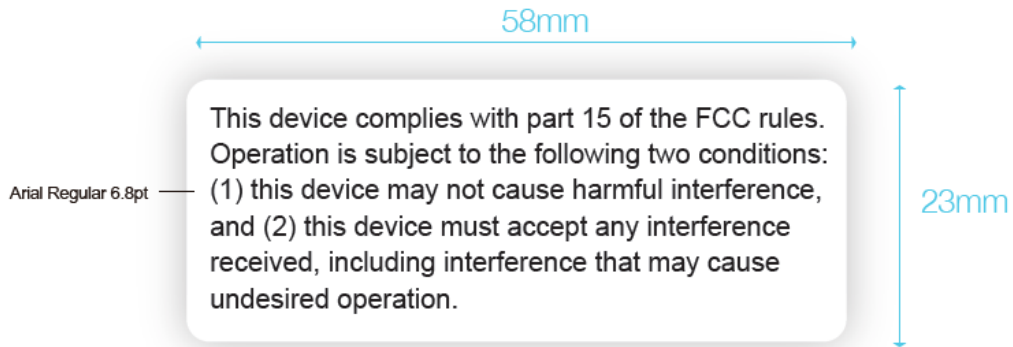 58mm
This device complies with part 15 of the FCC rules.
Operation is subject to the following two conditions:
(1) this device may not cause harmful interference,
and (2) this device must accept any interference
received, including interference that may cause
undesired operation.
Arial Regular 6.8pt
23mm